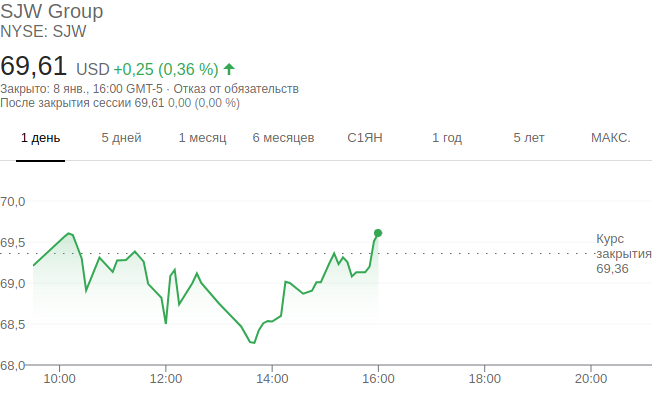 SJW Group
NYSE: SJW
69,61 USD +0,25 (0,36 %)
Закрыто: 8 янв., 16:00 GMT-5 · Отказ от обязательств
После закрытия сессии 69,61 0,00 (0,00 %)
1 день 5 дней 1 месяц 6 месяцев С1ЯН 1 год 5 лет МАКС.
70,0
69,5
69,0
68,5
68,0
Курс
закрытия
69,36
10:00 12:00 14:00 16:00 18:00 20:00